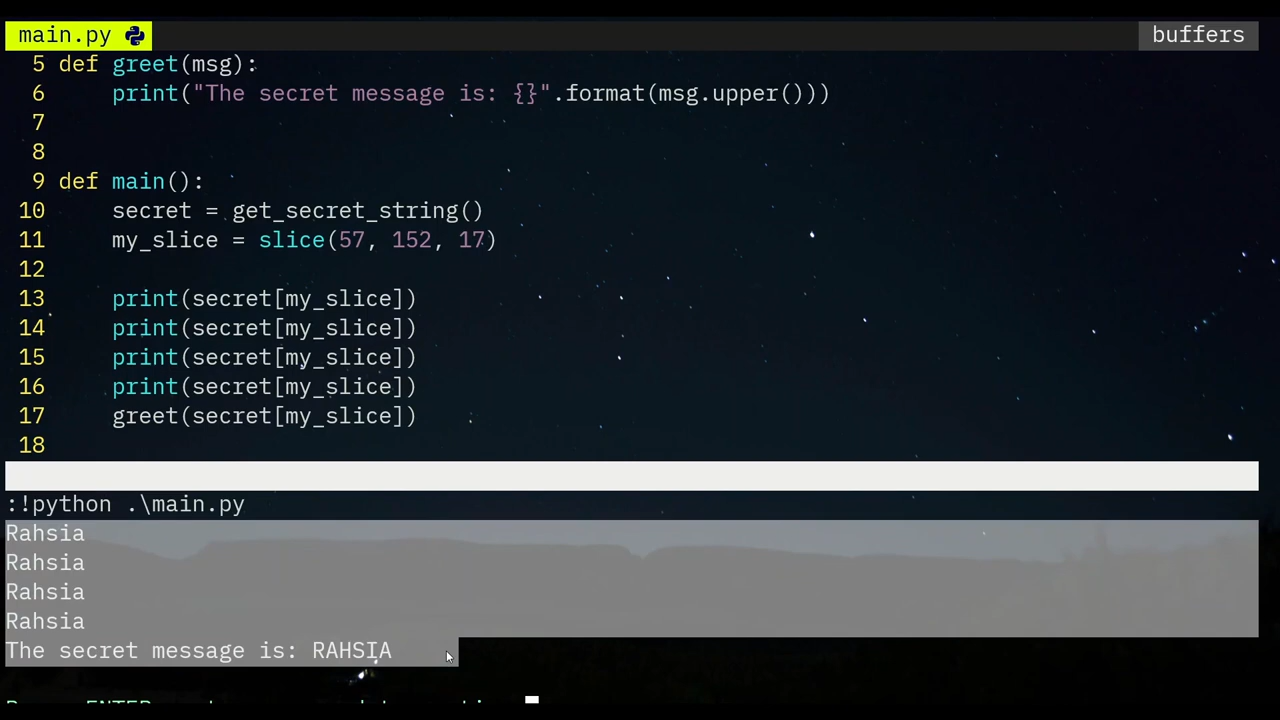 main.py buffers
5 def greet(msg):
6     print("The secret message is: {}".format(msg.upper()))
7
8
9 def main():
10     secret = get_secret_string()
11     my_slice = slice(57, 152, 17)
12
13     print(secret[my_slice])
14     print(secret[my_slice])
15     print(secret[my_slice])
16     print(secret[my_slice])
17     greet(secret[my_slice])
18
:!python .\main.py
Rahsia
Rahsia
Rahsia
Rahsia
The secret message is: RAHSIA
ENTER